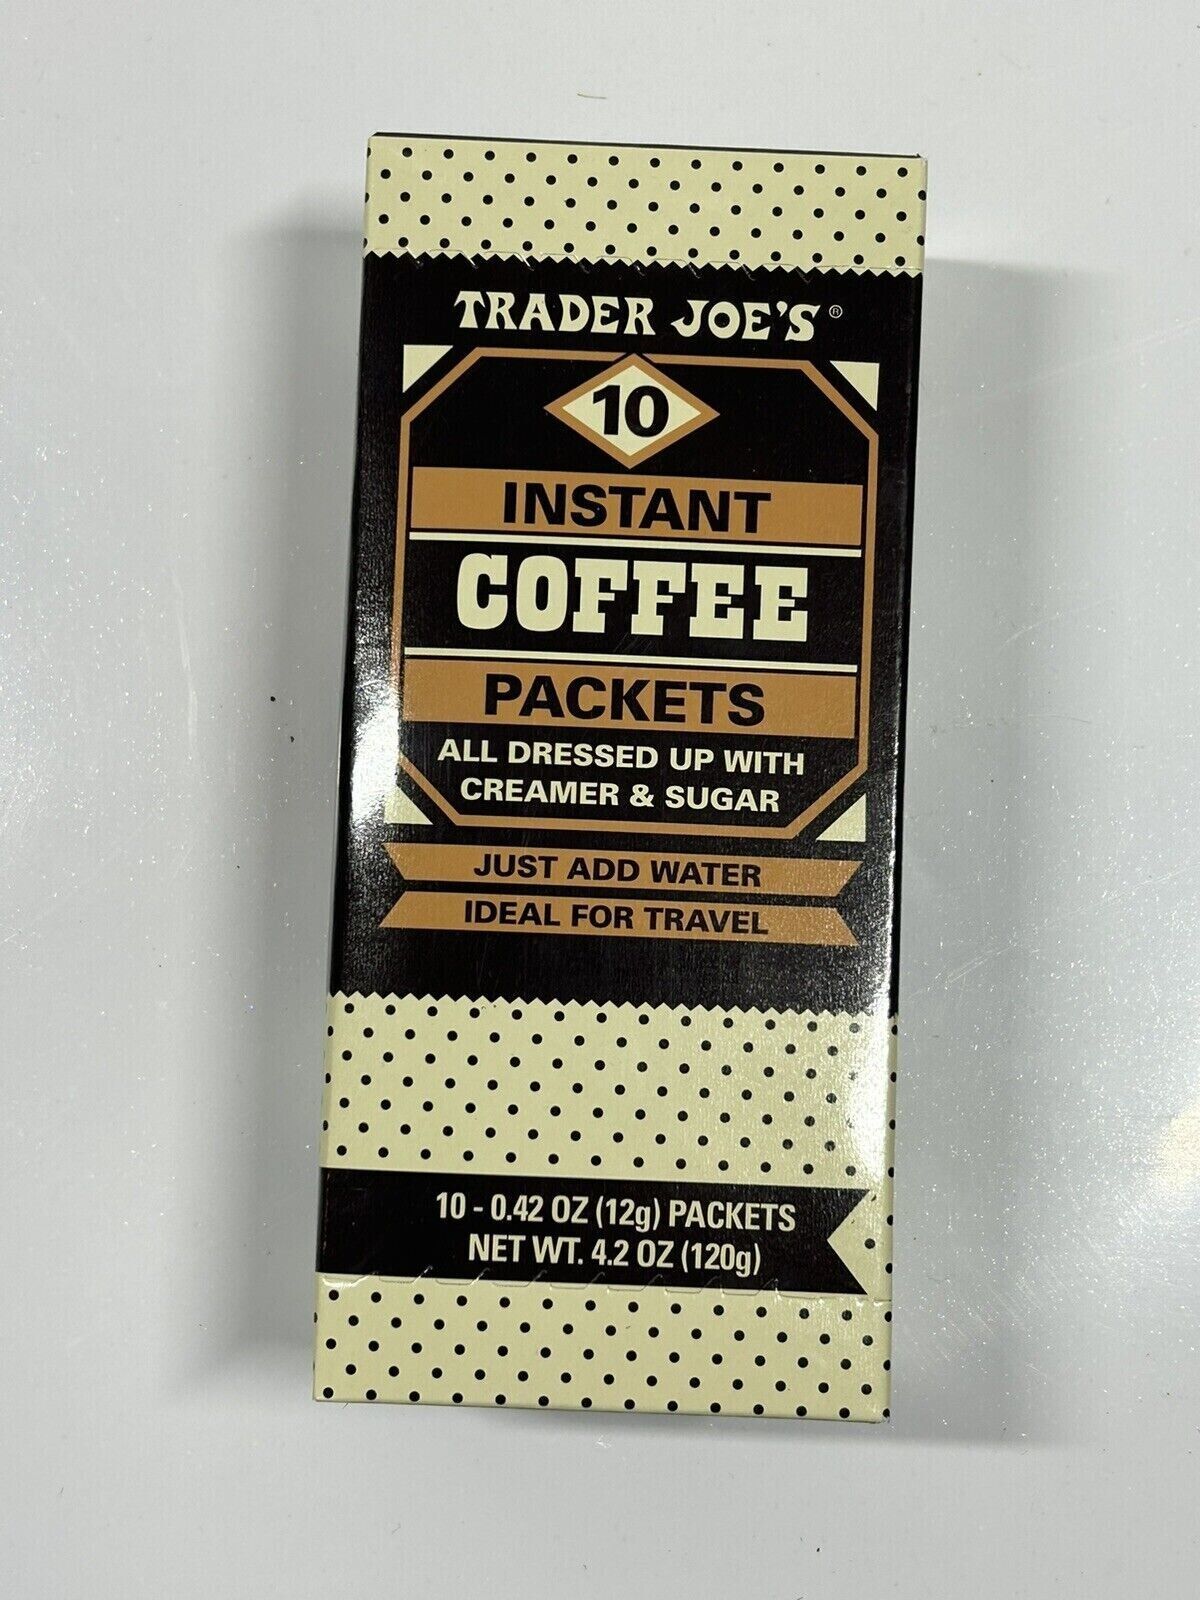 TRADER JOE'S®
10
INSTANT
COFFEE
PACKETS
ALL DRESSED UP WITH
CREAMER & SUGAR
JUST ADD WATER
IDEAL FOR TRAVEL
10 - 0.42 OZ (12g) PACKETS
NET WT. 4.2 OZ (120g)